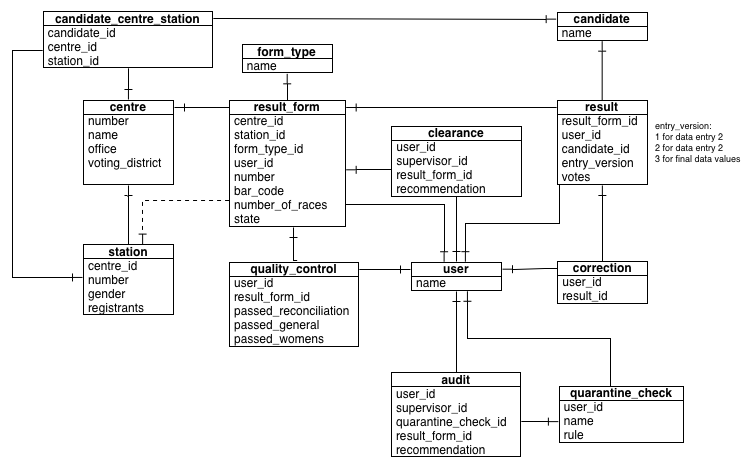 candidate_centre_station
candidate_id
centre_id
station_id
candidate
name
form_type
name
centre
number
name
office
voting_district
result_form
centre_id
station_id
form_type_id
user_id
number
bar_code
number_of_races
state
clearance
user_id
supervisor_id
result_form_id
recommendation
result
result_form_id
user_id
candidate_id
entry_version
votes
entry_version:
1 for data entry 2
2 for data entry 2
3 for final data values
station
centre_id
number
gender
registrants
quality_control
user_id
result_form_id
passed_reconciliation
passed_general
passed_womens
user
name
correction
user_id
result_id
audit
user_id
supervisor_id
quarantine_check_id
result_form_id
recommendation
quarantine_check
user_id
name
rule